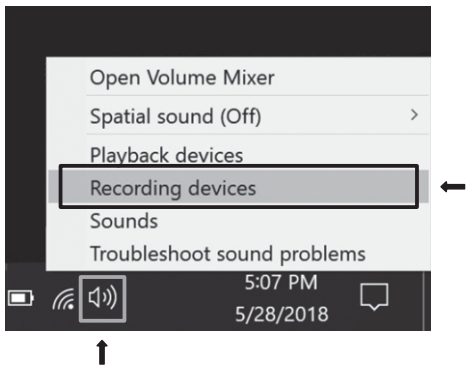 Open Volume Mixer
Spatial sound (Off)
Playback devices
Recording devices
Sounds
Troubleshoot sound problems
5:07 PM
5/28/2018